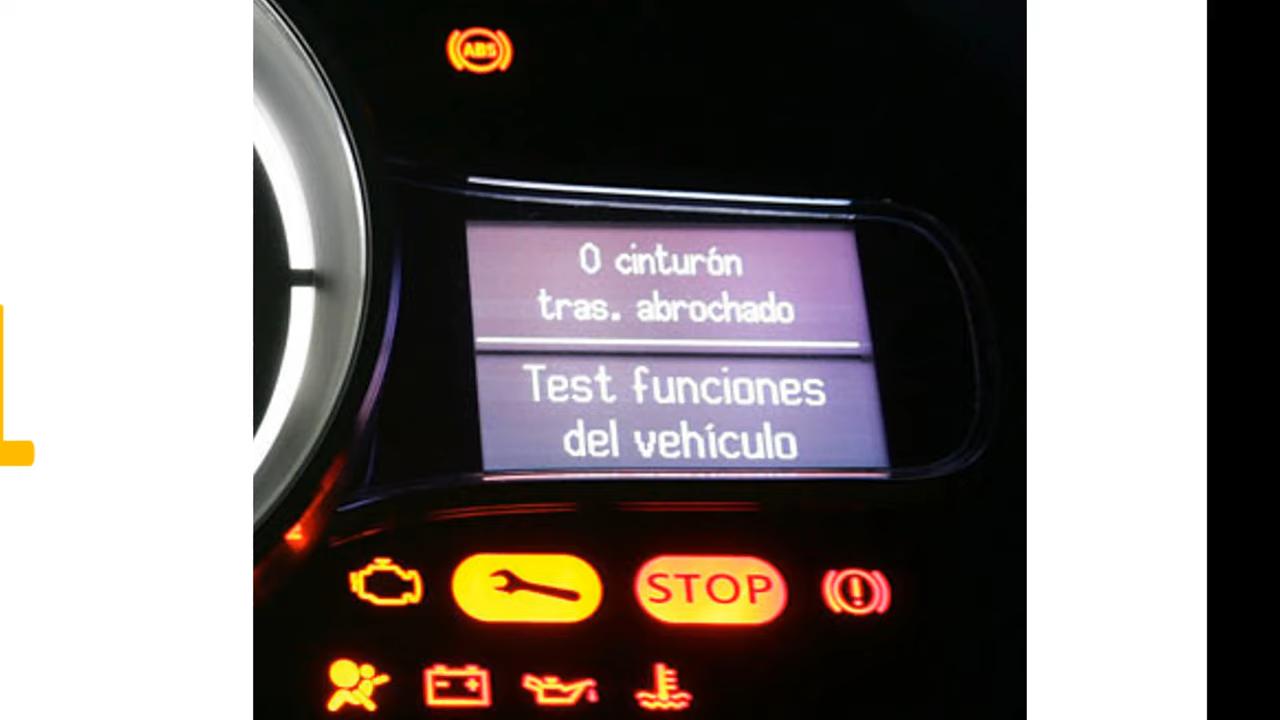 ABS
0 cinturón
tras. abrochado
Test funciones
del vehículo
STOP